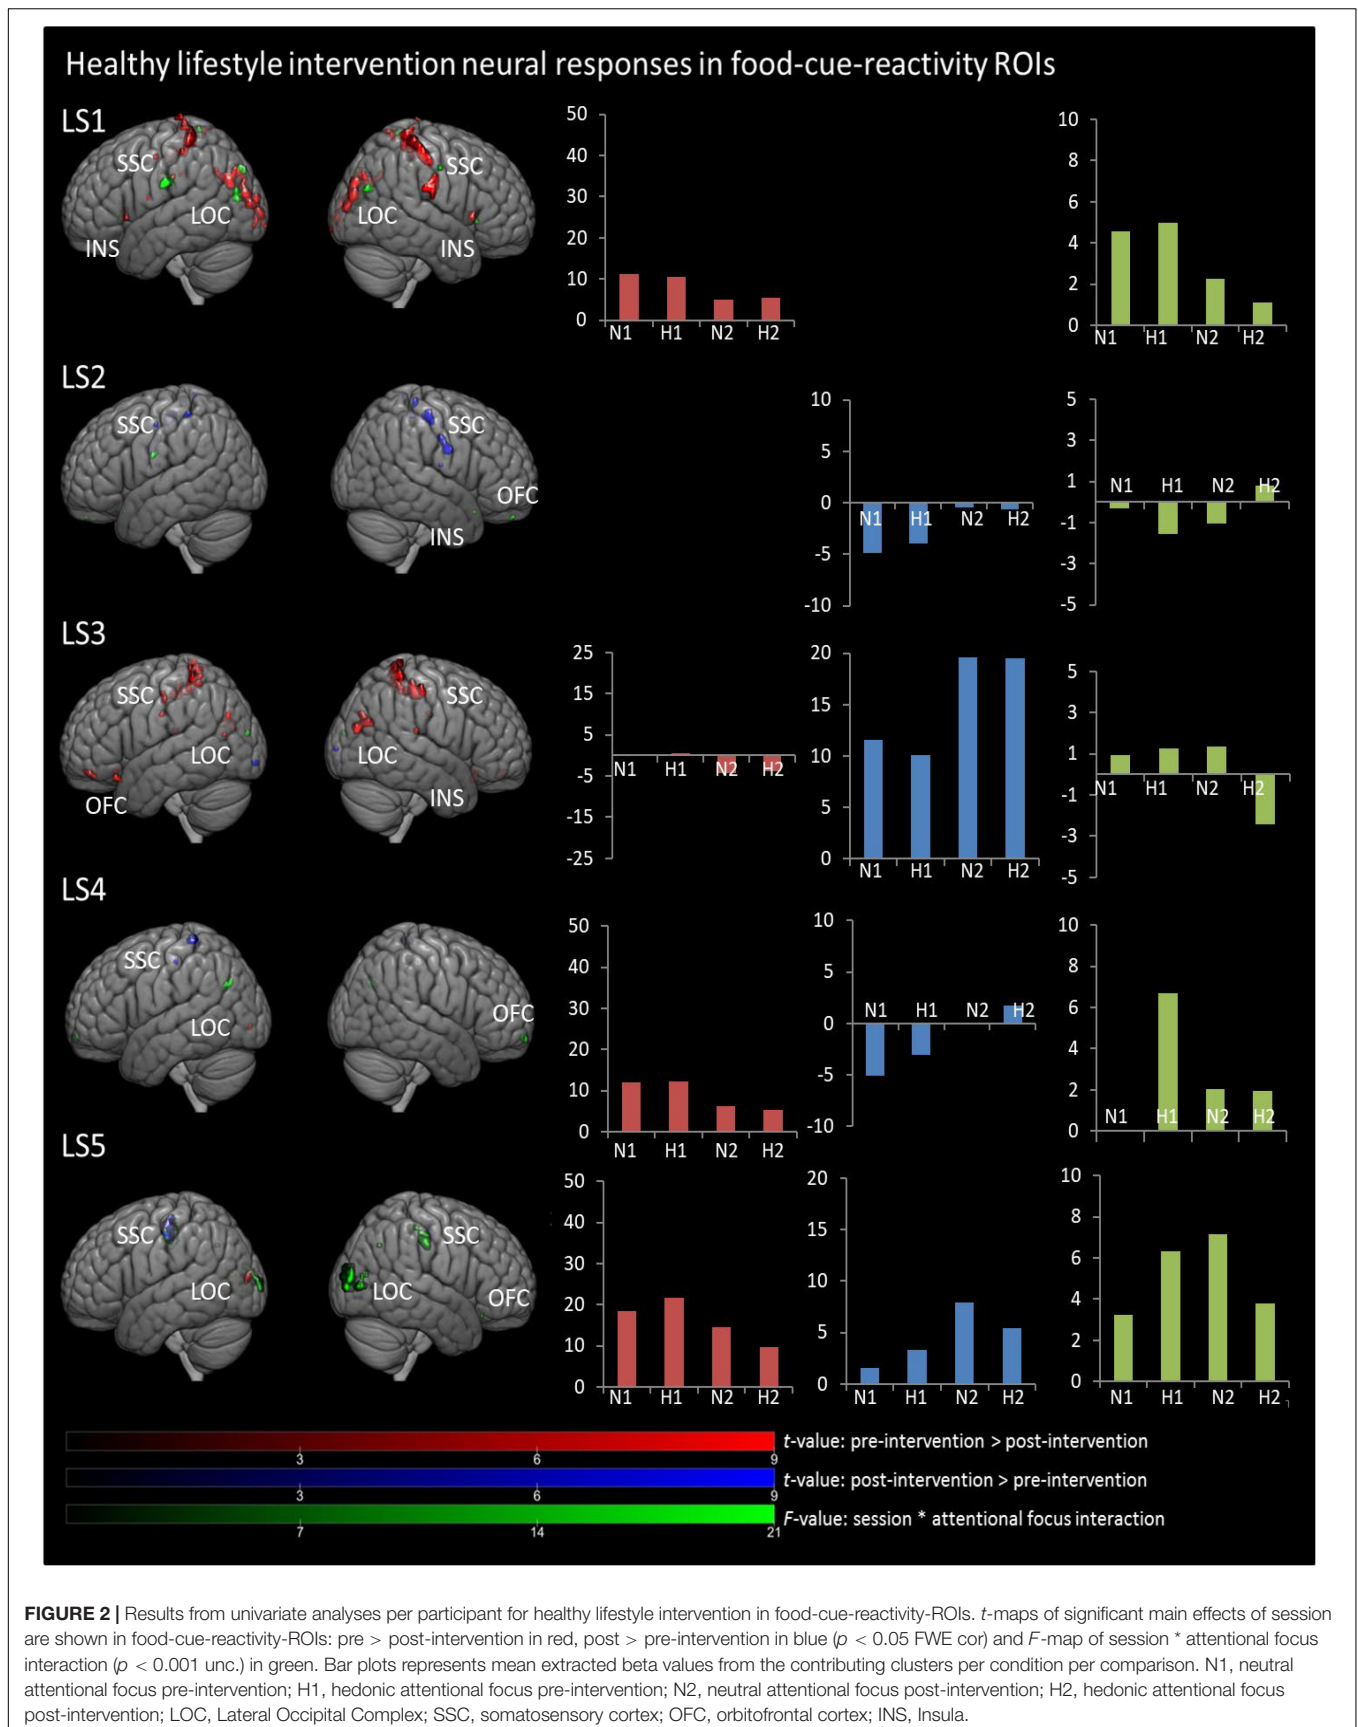 Healthy lifestyle intervention neural responses in food-cue-reactivity ROIs
LS1
SSC
LOC
INS
SSC
LOC
INS
50
40
30
20
10
0
N1 H1 N2 H2
10
8
6
4
2
0
N1 H1 N2 H2
LS2
SSC
SSC
OFC
INS
10
5
0
-5
-10
N1 H1 N2 H2
5
3
1
-1
-3
-5
N1 H1 N2 H2
LS3
SSC
LOC
OFC
SSC
LOC
INS
25
15
5
-5
-15
-25
N1 H1 N2 H2
20
15
10
5
0
N1 H1 N2 H2
5
3
1
-1
-3
-5
N1 H1 N2 H2
LS4
SSC
LOC
OFC
50
40
30
20
10
0
N1 H1 N2 H2
10
5
0
-5
-10
N1 H1 N2 H2
10
8
6
4
2
0
N1 H1 N2 H2
LS5
SSC
LOC
SSC
LOC
OFC
50
40
30
20
10
0
N1 H1 N2 H2
20
15
10
5
0
N1 H1 N2 H2
10
8
6
4
2
0
N1 H1 N2 H2
t-value: pre-intervention > post-intervention
3 6 9
t-value: post-intervention > pre-intervention
3 6 9
F-value: session * attentional focus interaction
7 14 21
FIGURE 2 | Results from univariate analyses per participant for healthy lifestyle intervention in food-cue-reactivity-ROIs. t-maps of significant main effects of session
are shown in food-cue-reactivity-ROIs: pre > post-intervention in red, post > pre-intervention in blue (p < 0.05 FWE cor) and F-map of session * attentional focus
interaction (p < 0.001 unc.) in green. Bar plots represents mean extracted beta values from the contributing clusters per condition per comparison. N1, neutral
attentional focus pre-intervention; H1, hedonic attentional focus pre-intervention; N2, neutral attentional focus post-intervention; H2, hedonic attentional focus
post-intervention; LOC, Lateral Occipital Complex; SSC, somatosensory cortex; OFC, orbitofrontal cortex; INS, Insula.